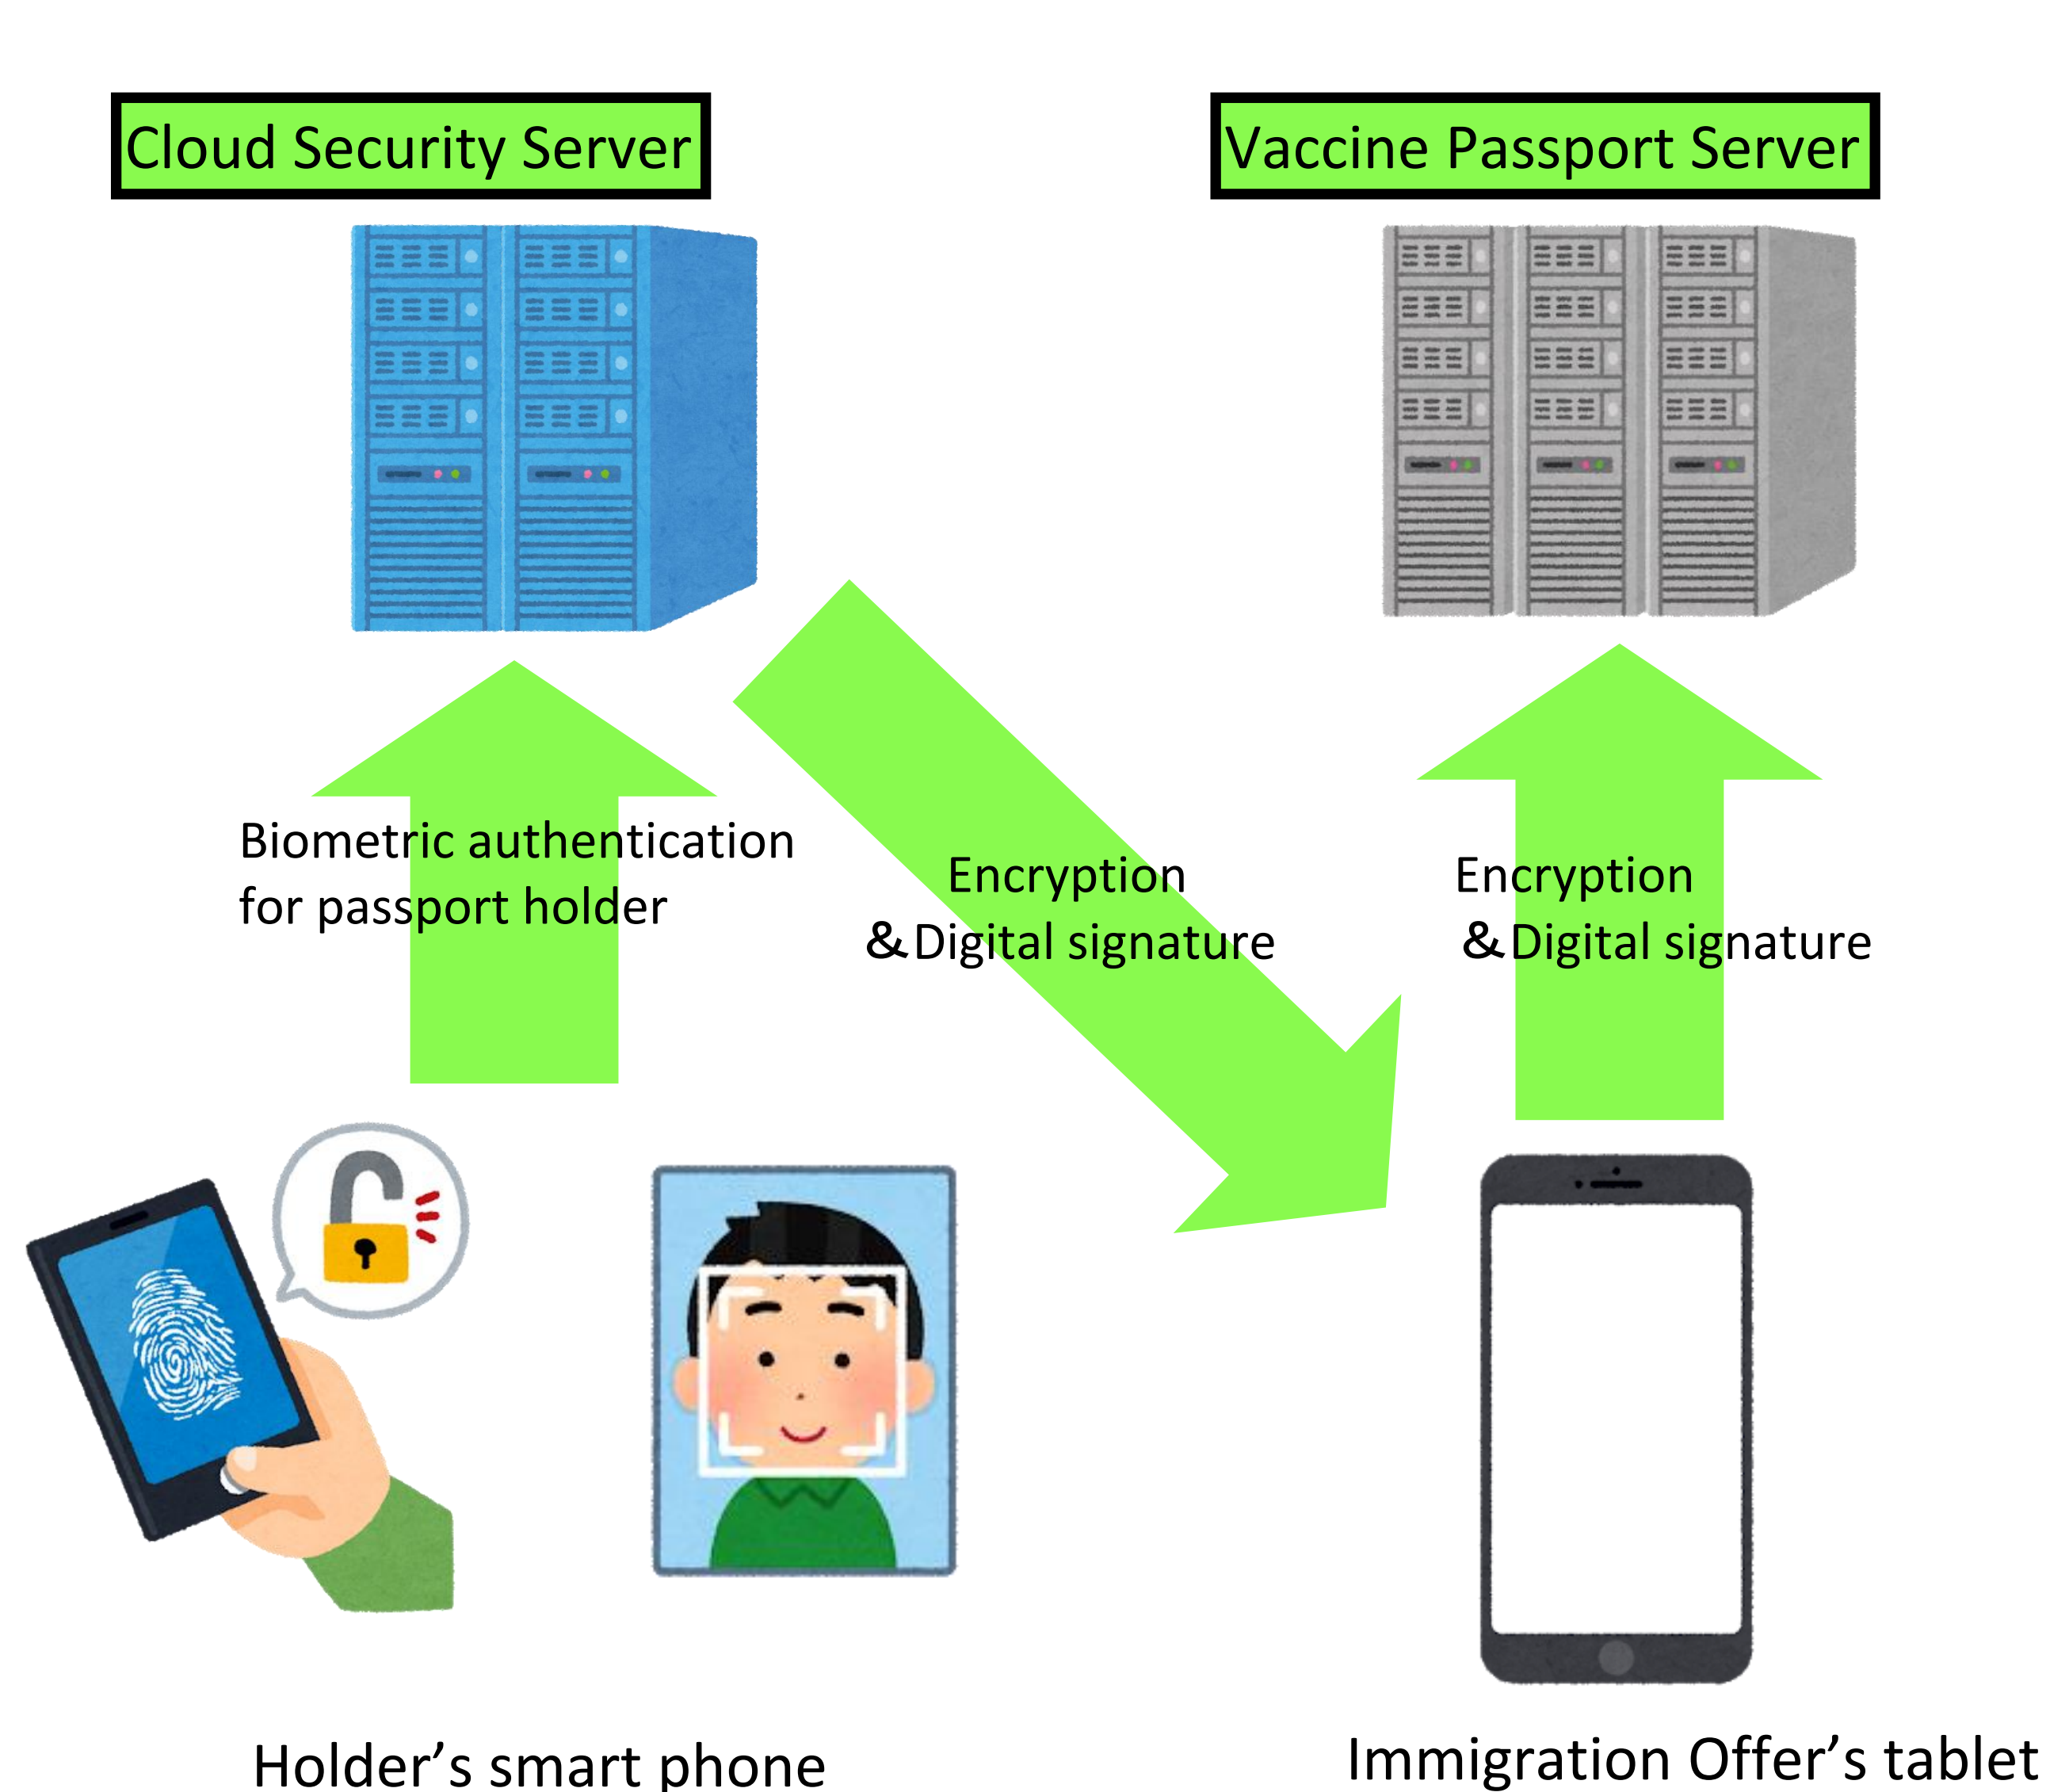 Cloud Security Server
Vaccine Passport Server
Biometric authentication
for passport holder
Encryption
&Digital signature
Encryption
&Digital signature
Holder’s smart phone
Immigration Offer’s tablet